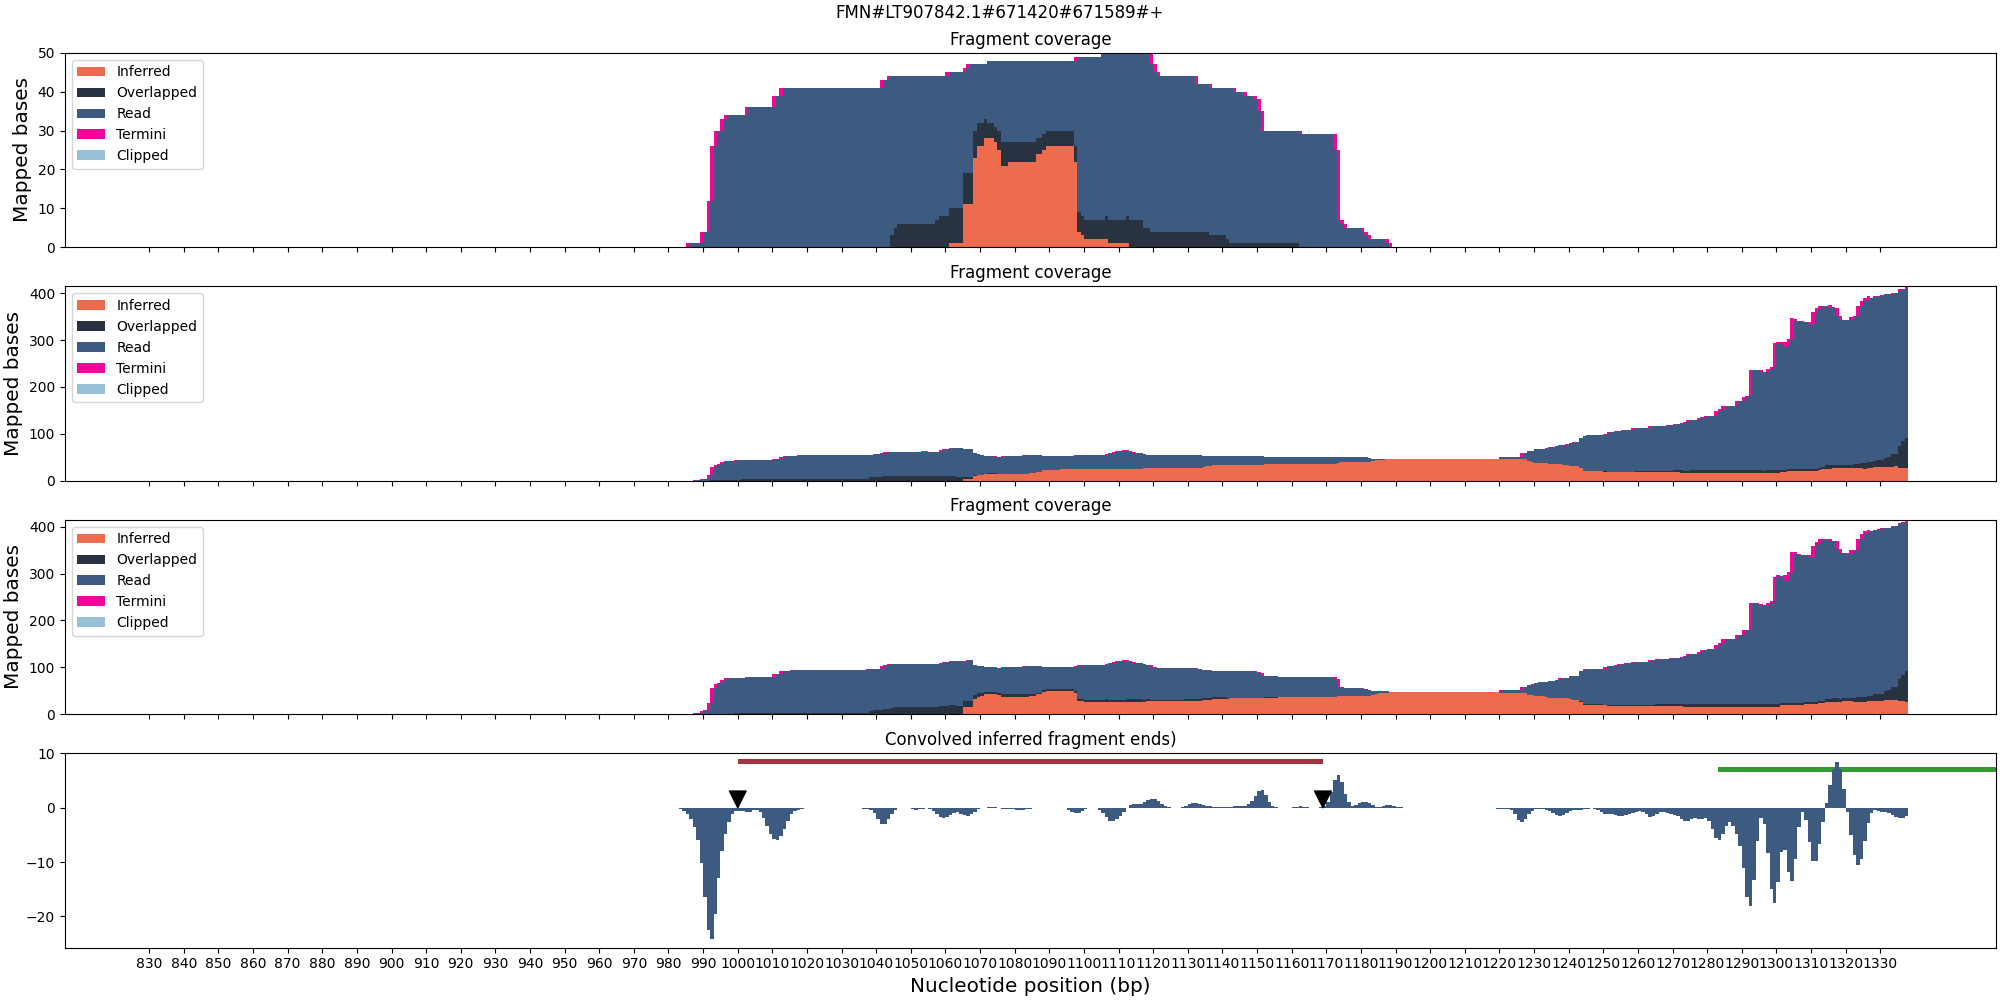 FMN#LT907842.1#671420#671589#+
Fragment coverage
Mapped bases
50
40
30
20
10
0
Inferred
Overlapped
Read
Termini
Clipped
Fragment coverage
Mapped bases
400
300
200
100
0
Inferred
Overlapped
Read
Termini
Clipped
Fragment coverage
Mapped bases
400
300
200
100
0
Inferred
Overlapped
Read
Termini
Clipped
Convolved inferred fragment ends)
10
0
−10
−20
830 840 850 860 870 880 890 900 910 920 930 940 950 960 970 980 990 1000 1010 1020 1030 1040 1050 1060 1070 1080 1090 1100 1110 1120 1130 1140 1150 1160 1170 1180 1190 1200 1210 1220 1230 1240 1250 1260 1270 1280 1290 1300 1310 1320 1330
Nucleotide position (bp)